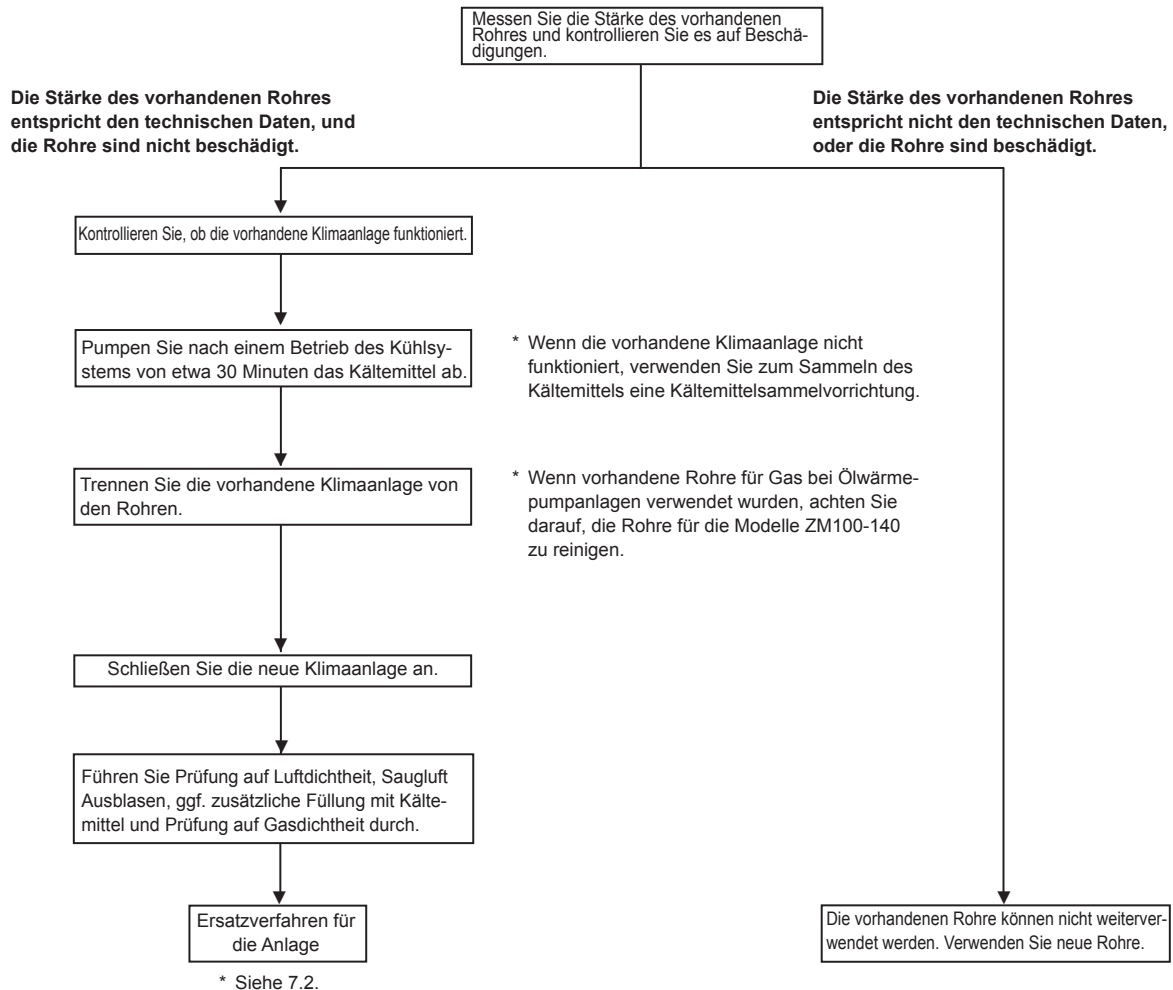 Messen Sie die Stärke des vorhandenen
Rohres und kontrollieren Sie es auf Beschä-
digungen.
Die Stärke des vorhandenen Rohres
entspricht den technischen Daten, und
die Rohre sind nicht beschädigt.
Die Stärke des vorhandenen Rohres
entspricht nicht den technischen Daten,
oder die Rohre sind beschädigt.
Kontrollieren Sie, ob die vorhandene Klimaanlage funktioniert.
Pumpen Sie nach einem Betrieb des Kühlsy-
stems von etwa 30 Minuten das Kältemittel ab.
* Wenn die vorhandene Klimaanlage nicht
funktioniert, verwenden Sie zum Sammeln des
Kältemittels eine Kältemittelsammelvorrichtung.
Trennen Sie die vorhandene Klimaanlage von
den Rohren.
* Wenn vorhandene Rohre für Gas bei Ölwärme-
pumpanlagen verwendet wurden, achten Sie
darauf, die Rohre für die Modelle ZM100-140
zu reinigen.
Schließen Sie die neue Klimaanlage an.
Führen Sie Prüfung auf Luftdichtheit, Saugluft
Ausblasen, ggf. zusätzliche Füllung mit Kälte-
mittel und Prüfung auf Gasdichtheit durch.
Ersatzverfahren für
die Anlage
* Siehe 7.2.
Die vorhandenen Rohre können nicht weiterver-
wendet werden. Verwenden Sie neue Rohre.